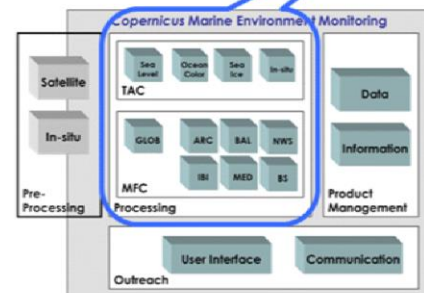 Copernicus Marine Environment Monitoring
Satellite
In-situ
Pre-
Processing
Sea
Level
Ocean
Color
Sea
Ice
In-situ
TAC
GLOB
ARC
BAL
NWS
IBI
MED
BS
MFC
Processing
Data
Information
Product
Management
User Interface
Communication
Outreach